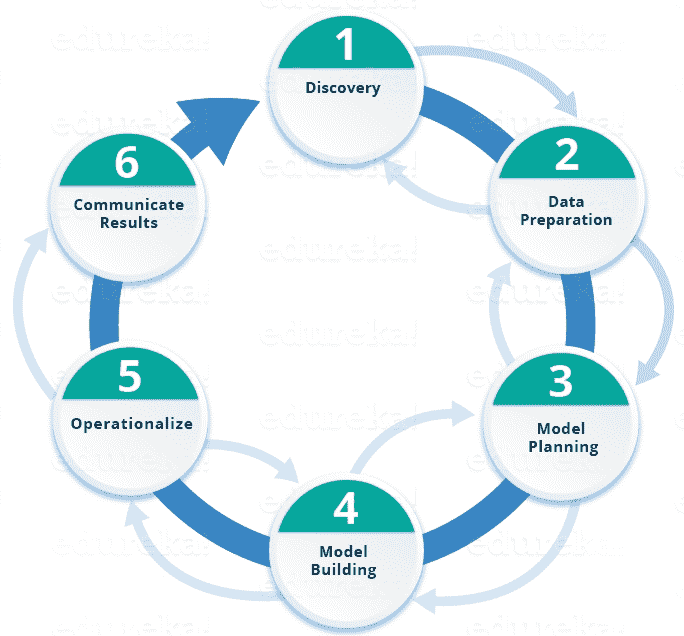 1
Discovery
2
Data
Preparation
3
Model
Planning
4
Model
Building
5
Operationalize
6
Communicate
Results
edureka!